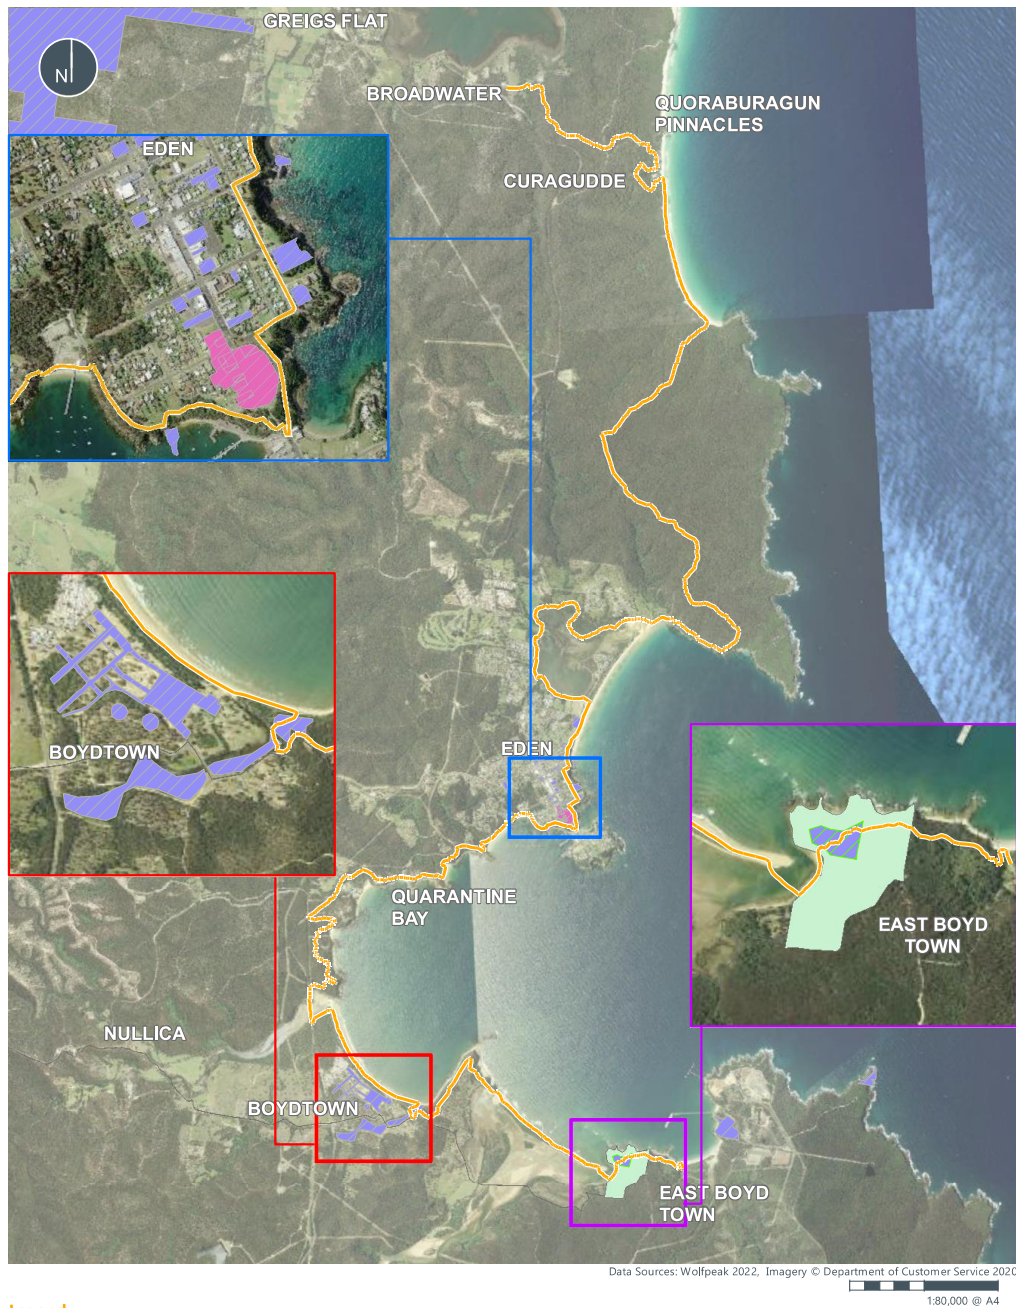 GREIGS FLAT
N
BROADWATER
QUORABURAGUN
PINNACLES
EDEN
CURAGUDDE
BOYDTOWN
EDEN
QUARANTINE
BAY
EAST BOYD
TOWN
NULLICA
BOYDTOWN
EAST BOYD
TOWN
Data Sources: Wolfpeak 2022, Imagery © Department of Customer Service 2020
1:80,000 @ A4